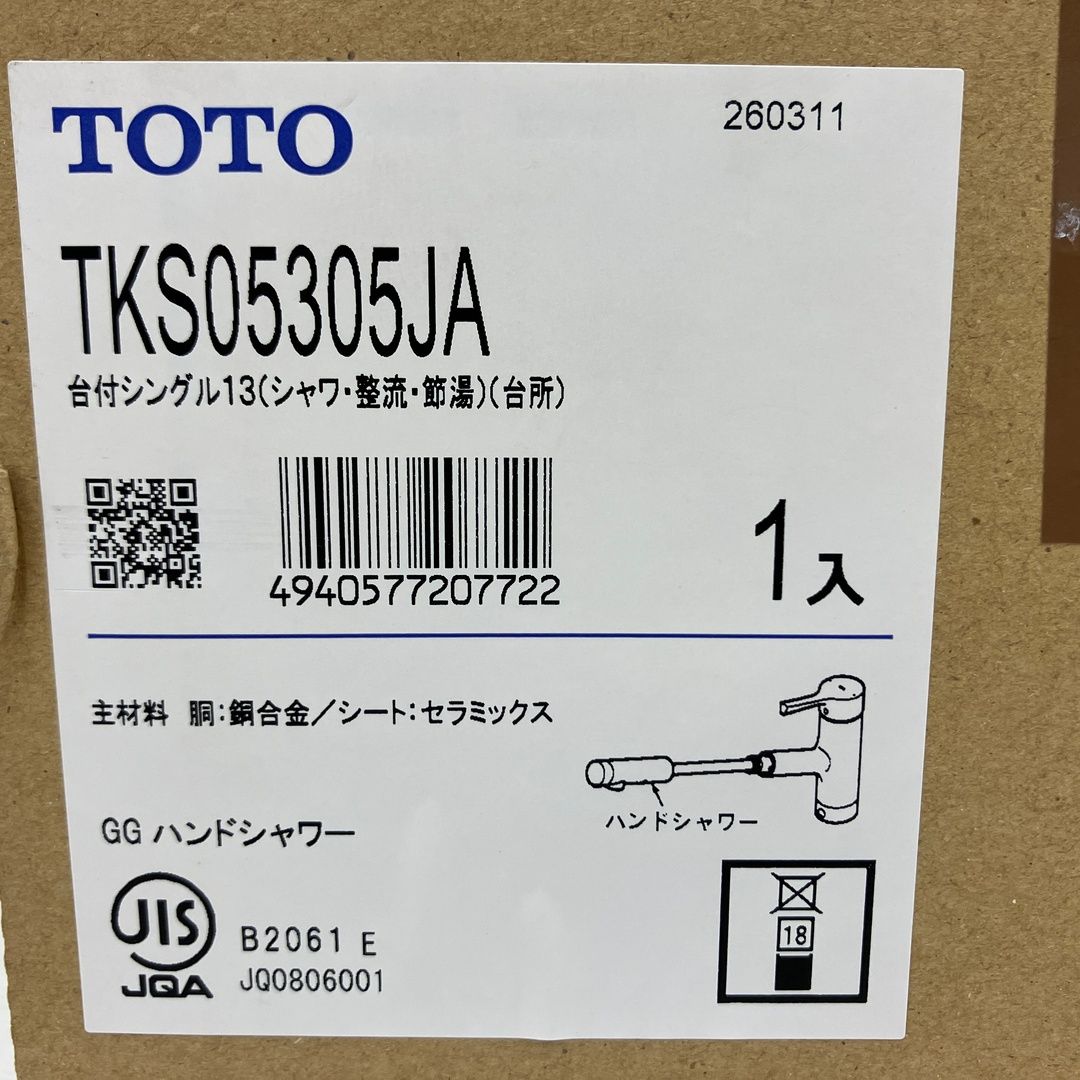 TOTO
260311
TKS05305JA
台付シングル13(シャワ・整流・節湯)(台所)
4940577207722
1入
主材料 胴:銅合金/シート:セラミックス
ハンドシャワー
GG ハンドシャワー
JIS
JQA
B2061 E
JQ0806001
18